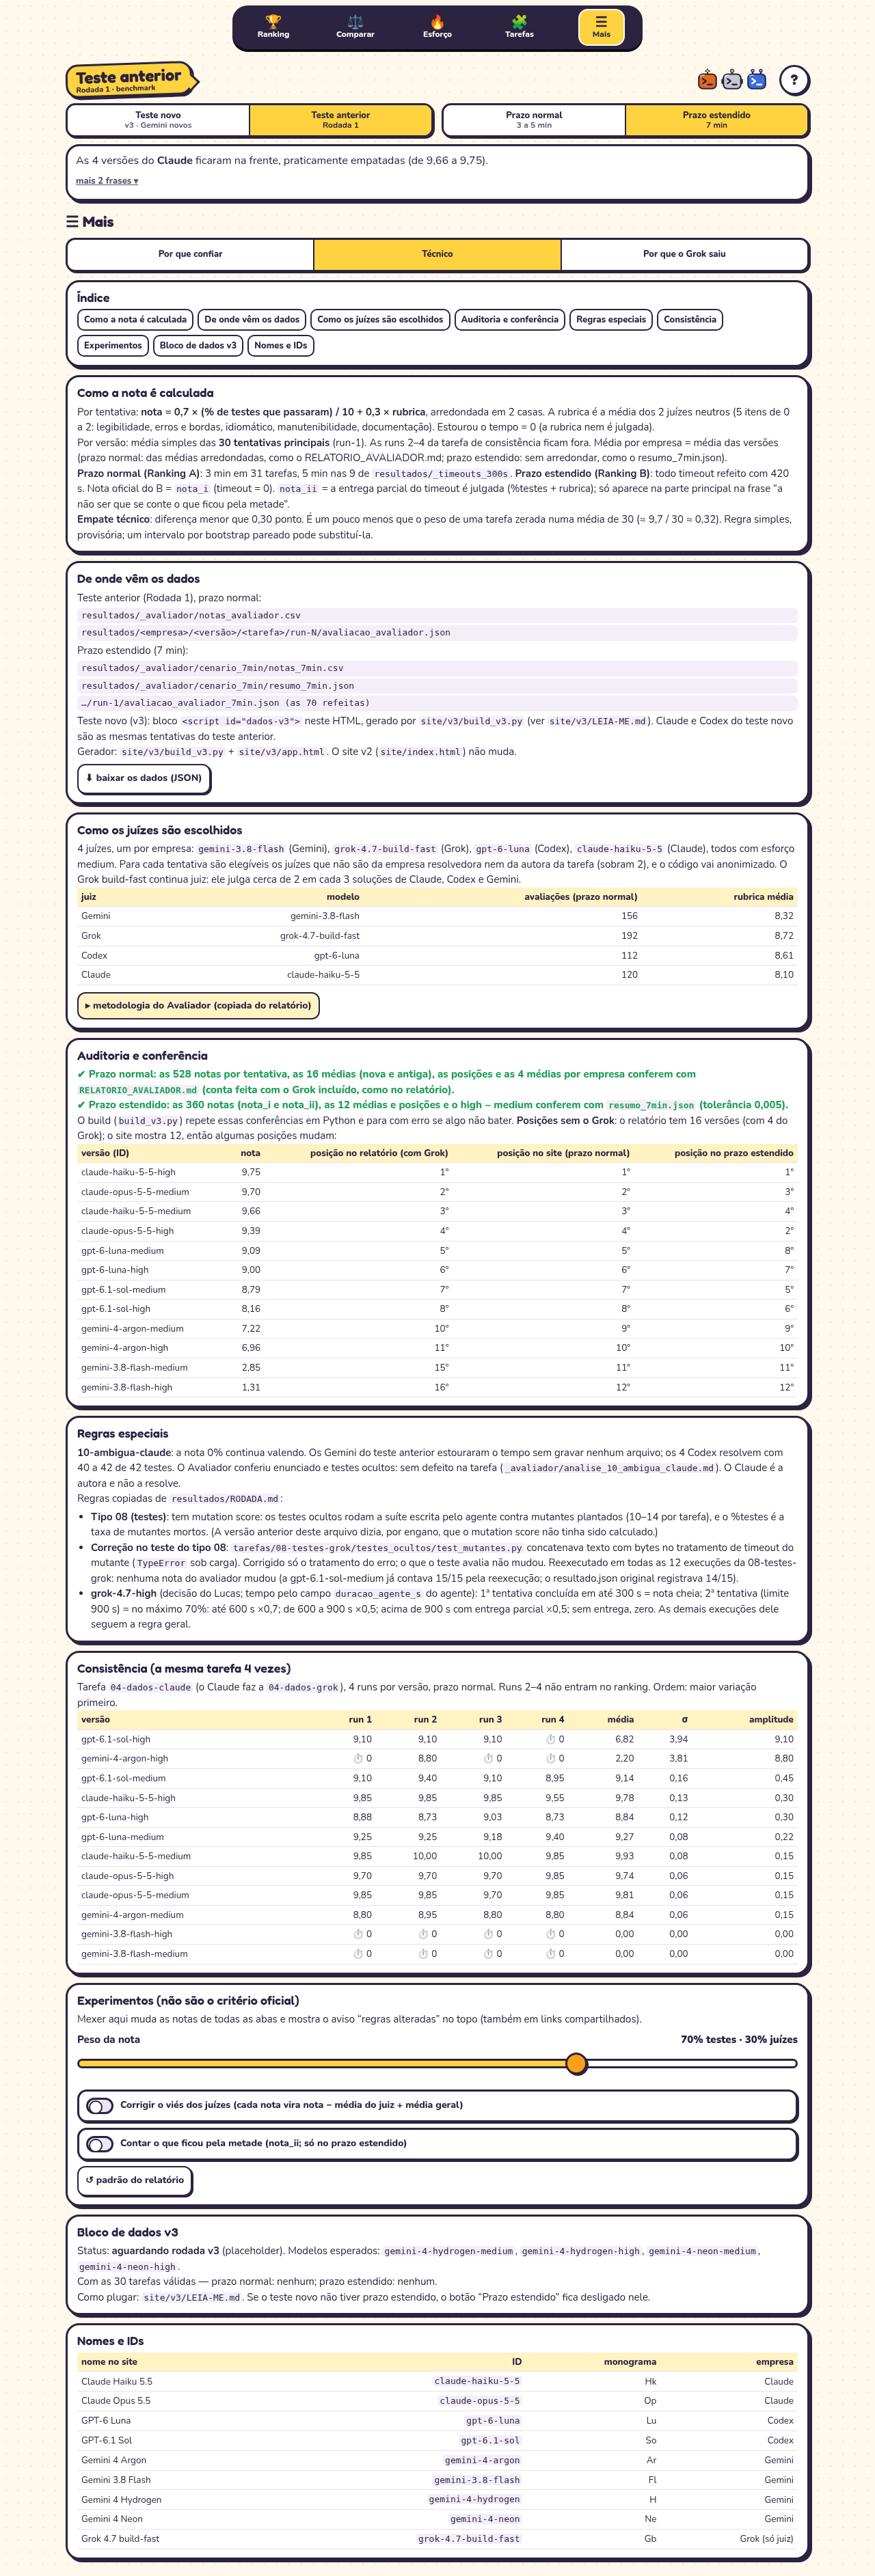 Ranking
Comparar
Esforço
Tarefas
Mais
Teste anterior
Rodada 1 · benchmark
?
Teste novo
v3 · Gemini novos
Teste anterior
Rodada 1
Prazo normal
3 a 5 min
Prazo estendido
7 min
As 4 versões do Claude ficaram na frente, praticamente empatadas (de 9,66 a 9,75).
mais 2 frases ▾
☰ Mais
Por que confiar
Técnico
Por que o Grok saiu
Índice
Como a nota é calculada
De onde vêm os dados
Como os juízes são escolhidos
Auditoria e conferência
Regras especiais
Consistência
Experimentos
Bloco de dados v3
Nomes e IDs
Como a nota é calculada
Por tentativa: nota = 0,7 × (% de testes que passaram) / 10 + 0,3 × rubrica, arredondada em 2 casas. A rubrica é a média dos 2 juízes neutros (5 itens de 0
a 2: legibilidade, erros e bordas, idiomático, manutenibilidade, documentação). Estourou o tempo = 0 (a rubrica nem é julgada).
Por versão: média simples das 30 tentativas principais (run-1). As runs 2–4 da tarefa de consistência ficam fora. Média por empresa = média das versões
(prazo normal: das médias arredondadas, como o RELATORIO_AVALIADOR.md; prazo estendido: sem arredondar, como o resumo_7min.json).
Prazo normal (Ranking A): 3 min em 31 tarefas, 5 min nas 9 de resultados/_timeouts_300s. Prazo estendido (Ranking B): todo timeout refeito com 420
s. Nota oficial do B = nota_i (timeout = 0). nota_ii = a entrega parcial do timeout é julgada (%testes + rubrica); só aparece na parte principal na frase “a
não ser que se conte o que ficou pela metade”.
Empate técnico: diferença menor que 0,30 ponto. É um pouco menos que o peso de uma tarefa zerada numa média de 30 (≈ 9,7 / 30 ≈ 0,32). Regra simples,
provisória; um intervalo por bootstrap pareado pode substituí-la.
De onde vêm os dados
Teste anterior (Rodada 1), prazo normal:
resultados/_avaliador/notas_avaliador.csv
resultados/<empresa>/<versão>/<tarefa>/run-N/avaliacao_avaliador.json
Prazo estendido (7 min):
resultados/_avaliador/cenario_7min/notas_7min.csv
resultados/_avaliador/cenario_7min/resumo_7min.json
…/run-1/avaliacao_avaliador_7min.json (as 70 refeitas)
Teste novo (v3): bloco <script id="dados-v3"> neste HTML, gerado por site/v3/build_v3.py (ver site/v3/LEIA-ME.md). Claude e Codex do teste novo
são as mesmas tentativas do teste anterior.
Gerador: site/v3/build_v3.py + site/v3/app.html. O site v2 (site/index.html) não muda.
⬇ baixar os dados (JSON)
Como os juízes são escolhidos
4 juízes, um por empresa: gemini-3.8-flash (Gemini), grok-4.7-build-fast (Grok), gpt-6-luna (Codex), claude-haiku-5-5 (Claude), todos com esforço
medium. Para cada tentativa são elegíveis os juízes que não são da empresa resolvedora nem da autora da tarefa (sobram 2), e o código vai anonimizado. O
Grok build-fast continua juiz: ele julga cerca de 2 em cada 3 soluções de Claude, Codex e Gemini.
juiz modelo avaliações (prazo normal) rubrica média
Gemini gemini-3.8-flash 156 8,32
Grok grok-4.7-build-fast 192 8,72
Codex gpt-6-luna 112 8,61
Claude claude-haiku-5-5 120 8,10
▸ metodologia do Avaliador (copiada do relatório)
Auditoria e conferência
✔ Prazo normal: as 528 notas por tentativa, as 16 médias (nova e antiga), as posições e as 4 médias por empresa conferem com
RELATORIO_AVALIADOR.md (conta feita com o Grok incluído, como no relatório).
✔ Prazo estendido: as 360 notas (nota_i e nota_ii), as 12 médias e posições e o high − medium conferem com resumo_7min.json (tolerância 0,005).
O build (build_v3.py) repete essas conferências em Python e para com erro se algo não bater. Posições sem o Grok: o relatório tem 16 versões (com 4 do
Grok); o site mostra 12, então algumas posições mudam:
versão (ID) nota posição no relatório (com Grok) posição no site (prazo normal) posição no prazo estendido
claude-haiku-5-5-high 9,75 1º 1º 1º
claude-opus-5-5-medium 9,70 2º 2º 3º
claude-haiku-5-5-medium 9,66 3º 3º 4º
claude-opus-5-5-high 9,39 4º 4º 2º
gpt-6-luna-medium 9,09 5º 5º 8º
gpt-6-luna-high 9,00 6º 6º 7º
gpt-6.1-sol-medium 8,79 7º 7º 5º
gpt-6.1-sol-high 8,16 8º 8º 6º
gemini-4-argon-medium 7,22 10º 9º 9º
gemini-4-argon-high 6,96 11º 10º 10º
gemini-3.8-flash-medium 2,85 15º 11º 11º
gemini-3.8-flash-high 1,31 16º 12º 12º
Regras especiais
10-ambigua-claude: a nota 0% continua valendo. Os Gemini do teste anterior estouraram o tempo sem gravar nenhum arquivo; os 4 Codex resolvem com
40 a 42 de 42 testes. O Avaliador conferiu enunciado e testes ocultos: sem defeito na tarefa (_avaliador/analise_10_ambigua_claude.md). O Claude é a
autora e não a resolve.
Regras copiadas de resultados/RODADA.md:
• Tipo 08 (testes): tem mutation score: os testes ocultos rodam a suíte escrita pelo agente contra mutantes plantados (10–14 por tarefa), e o %testes é a
taxa de mutantes mortos. (A versão anterior deste arquivo dizia, por engano, que o mutation score não tinha sido calculado.)
• Correção no teste do tipo 08: tarefas/08-testes-grok/testes_ocultos/test_mutantes.py concatenava texto com bytes no tratamento de timeout do
mutante (TypeError sob carga). Corrigido só o tratamento do erro; o que o teste avalia não mudou. Reexecutado em todas as 12 execuções da 08-testes-
grok: nenhuma nota do avaliador mudou (a gpt-6.1-sol-medium já contava 15/15 pela reexecução; o resultado.json original registrava 14/15).
• grok-4.7-high (decisão do Lucas; tempo pelo campo duracao_agente_s do agente): 1ª tentativa concluída em até 300 s = nota cheia; 2ª tentativa (limite
900 s) = no máximo 70%: até 600 s ×0,7; de 600 a 900 s ×0,5; acima de 900 s com entrega parcial ×0,5; sem entrega, zero. As demais execuções dele
seguem a regra geral.
Consistência (a mesma tarefa 4 vezes)
Tarefa 04-dados-claude (o Claude faz a 04-dados-grok), 4 runs por versão, prazo normal. Runs 2–4 não entram no ranking. Ordem: maior variação
primeiro.
versão run 1 run 2 run 3 run 4 média σ amplitude
gpt-6.1-sol-high 9,10 9,10 9,10 ⏱ 0 6,82 3,94 9,10
gemini-4-argon-high ⏱ 0 8,80 ⏱ 0 ⏱ 0 2,20 3,81 8,80
gpt-6.1-sol-medium 9,10 9,40 9,10 8,95 9,14 0,16 0,45
claude-haiku-5-5-high 9,85 9,85 9,85 9,55 9,78 0,13 0,30
gpt-6-luna-high 8,88 8,73 9,03 8,73 8,84 0,12 0,30
gpt-6-luna-medium 9,25 9,25 9,18 9,40 9,27 0,08 0,22
claude-haiku-5-5-medium 9,85 10,00 10,00 9,85 9,93 0,08 0,15
claude-opus-5-5-high 9,70 9,70 9,70 9,85 9,74 0,06 0,15
claude-opus-5-5-medium 9,85 9,85 9,70 9,85 9,81 0,06 0,15
gemini-4-argon-medium 8,80 8,95 8,80 8,80 8,84 0,06 0,15
gemini-3.8-flash-high ⏱ 0 ⏱ 0 ⏱ 0 ⏱ 0 0,00 0,00 0,00
gemini-3.8-flash-medium ⏱ 0 ⏱ 0 ⏱ 0 ⏱ 0 0,00 0,00 0,00
Experimentos (não são o critério oficial)
Mexer aqui muda as notas de todas as abas e mostra o aviso “regras alteradas” no topo (também em links compartilhados).
Peso da nota 70% testes · 30% juízes
Corrigir o viés dos juízes (cada nota vira nota − média do juiz + média geral)
Contar o que ficou pela metade (nota_ii; só no prazo estendido)
↺ padrão do relatório
Bloco de dados v3
Status: aguardando rodada v3 (placeholder). Modelos esperados: gemini-4-hydrogen-medium, gemini-4-hydrogen-high, gemini-4-neon-medium,
gemini-4-neon-high.
Com as 30 tarefas válidas — prazo normal: nenhum; prazo estendido: nenhum.
Como plugar: site/v3/LEIA-ME.md. Se o teste novo não tiver prazo estendido, o botão “Prazo estendido” fica desligado nele.
Nomes e IDs
nome no site ID monograma empresa
Claude Haiku 5.5 claude-haiku-5-5 Hk Claude
Claude Opus 5.5 claude-opus-5-5 Op Claude
GPT-6 Luna gpt-6-luna Lu Codex
GPT-6.1 Sol gpt-6.1-sol So Codex
Gemini 4 Argon gemini-4-argon Ar Gemini
Gemini 3.8 Flash gemini-3.8-flash Fl Gemini
Gemini 4 Hydrogen gemini-4-hydrogen H Gemini
Gemini 4 Neon gemini-4-neon Ne Gemini
Grok 4.7 build-fast grok-4.7-build-fast Gb Grok (só juiz)